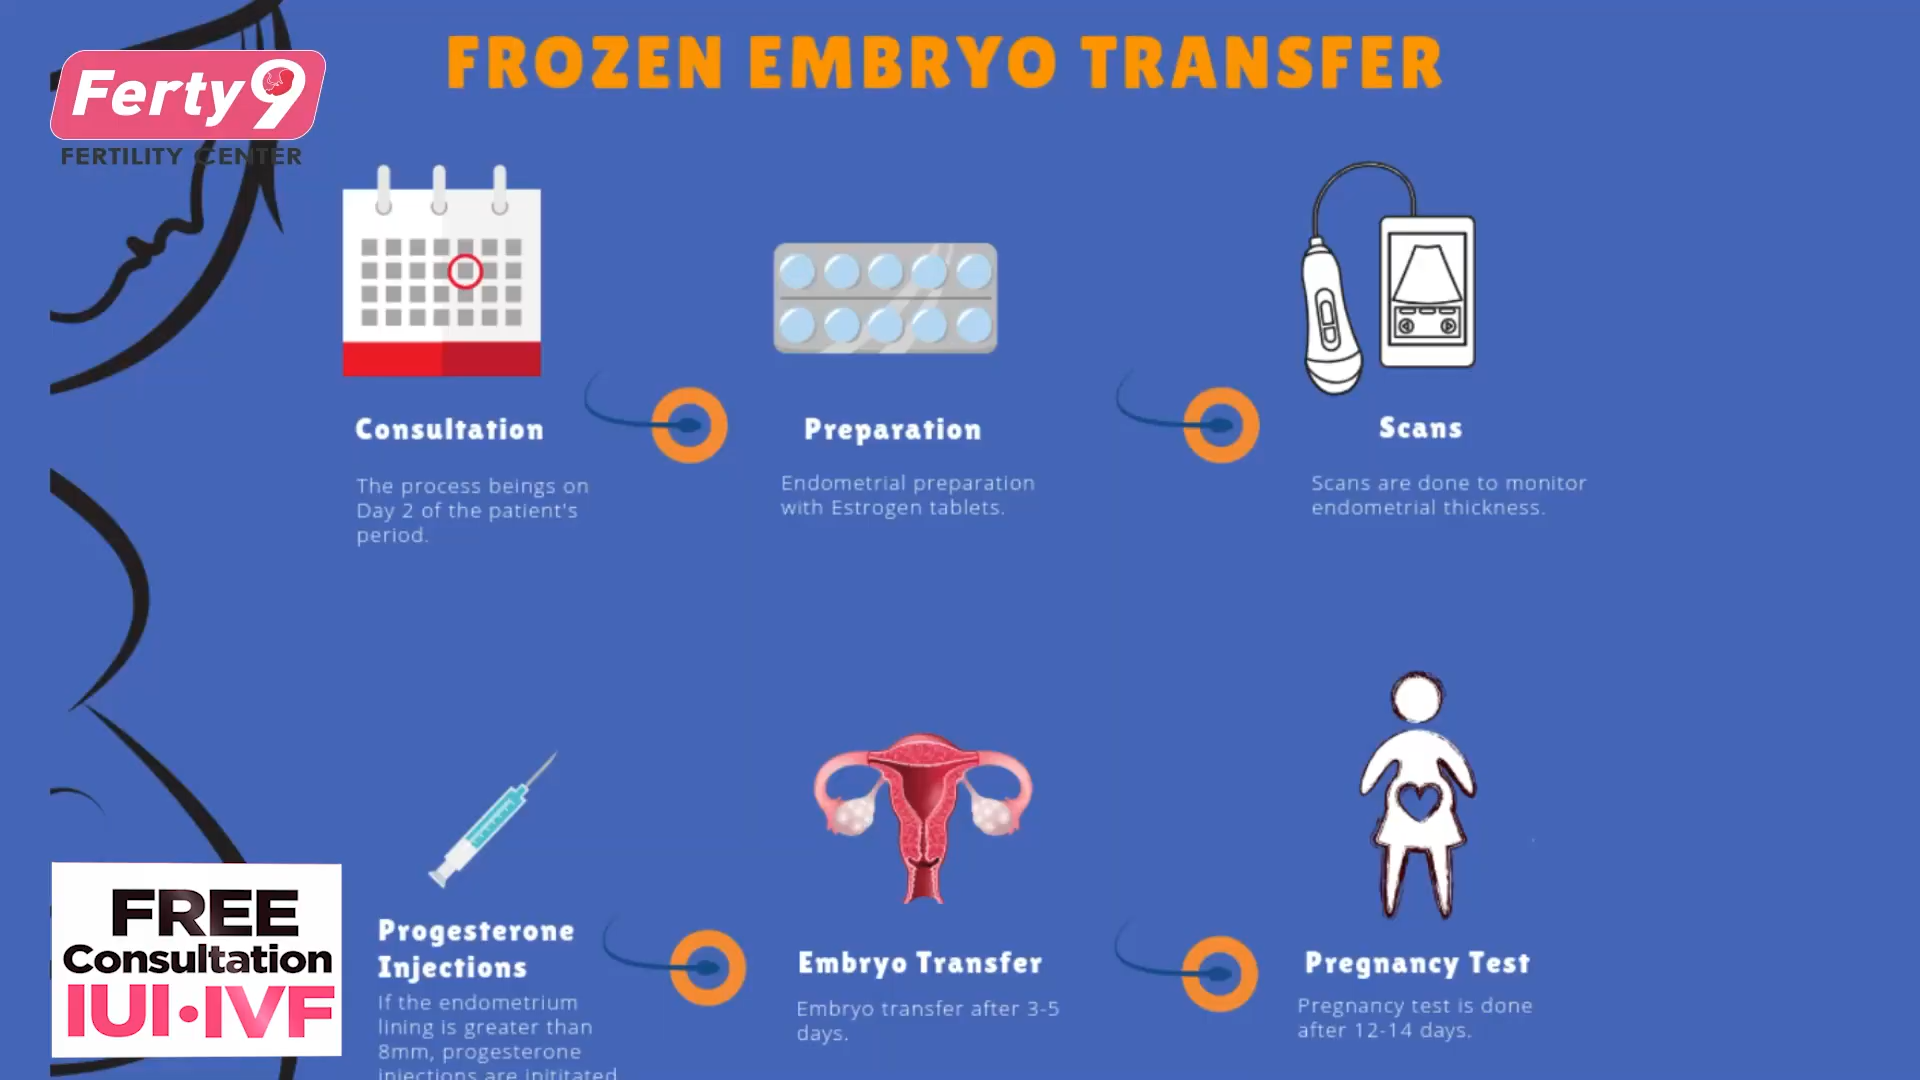 FROZEN EMBRYO TRANSFER
Ferty9
FERTILITY CENTER
Consultation
The process beings on
Day 2 of the patient's
period.
Preparation
Endometrial preparation
with Estrogen tablets.
Scans
Scans are done to monitor
endometrial thickness.
Progesterone
Injections
If the endometrium
lining is greater than
8mm, progesterone
injections are inititated
Embryo Transfer
Embryo transfer after 3-5
days.
Pregnancy Test
Pregnancy test is done
after 12-14 days.
FREE
Consultation
IUI•IVF